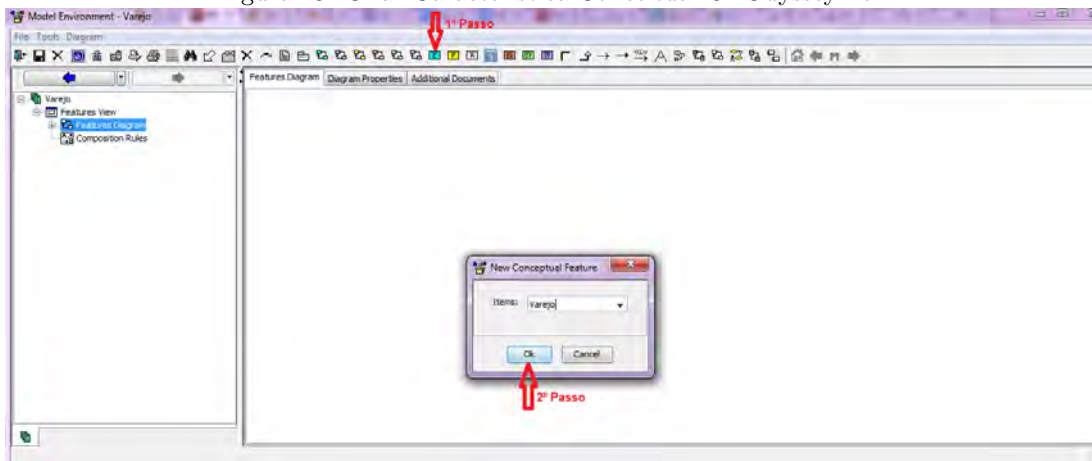 Model Environment - Varejo
1º Passo
File Tools Diagram
Features Diagram Diagram Properties Additional Documents
Varejo
Features View
Features Diagram
Composition Rules
New Conceptual Feature
Items: Varejo
Ok Cancel
2º Passo